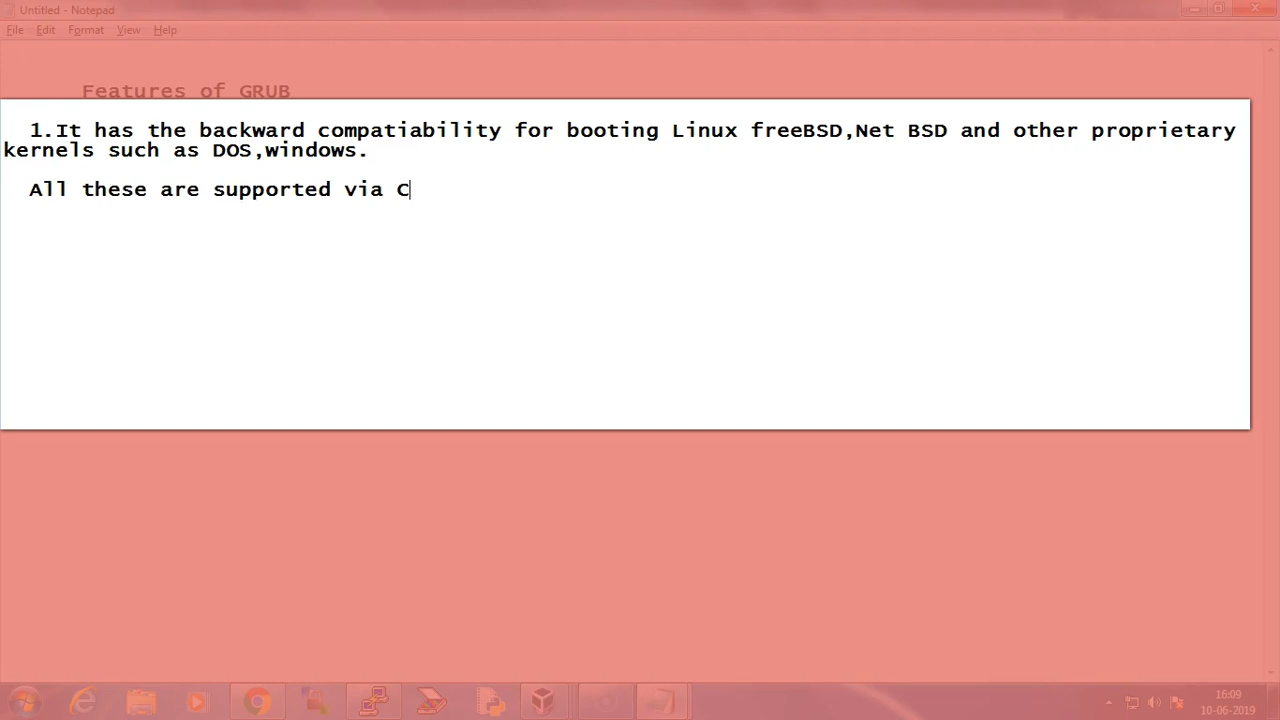 Untitled - Notepad
File Edit Format View Help
Features of GRUB
1.It has the backward compatiability for booting Linux freeBSD,Net BSD and other proprietary
kernels such as DOS,windows.
All these are supported via C
16:09
10-06-2019